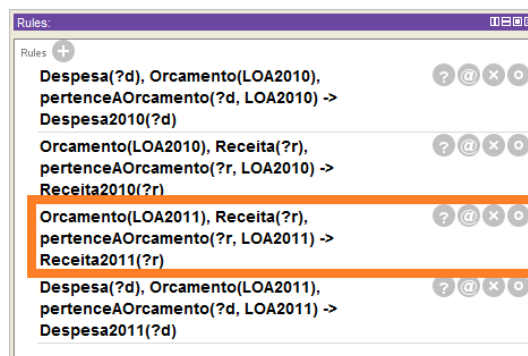 Rules:
Rules
Despesa(?d), Orcamento(LOA2010),
pertenceAOrcamento(?d, LOA2010) ->
Despesa2010(?d)
Orcamento(LOA2010), Receita(?r),
pertenceAOrcamento(?r, LOA2010) ->
Receita2010(?r)
Orcamento(LOA2011), Receita(?r),
pertenceAOrcamento(?r, LOA2011) ->
Receita2011(?r)
Despesa(?d), Orcamento(LOA2011),
pertenceAOrcamento(?d, LOA2011) ->
Despesa2011(?d)